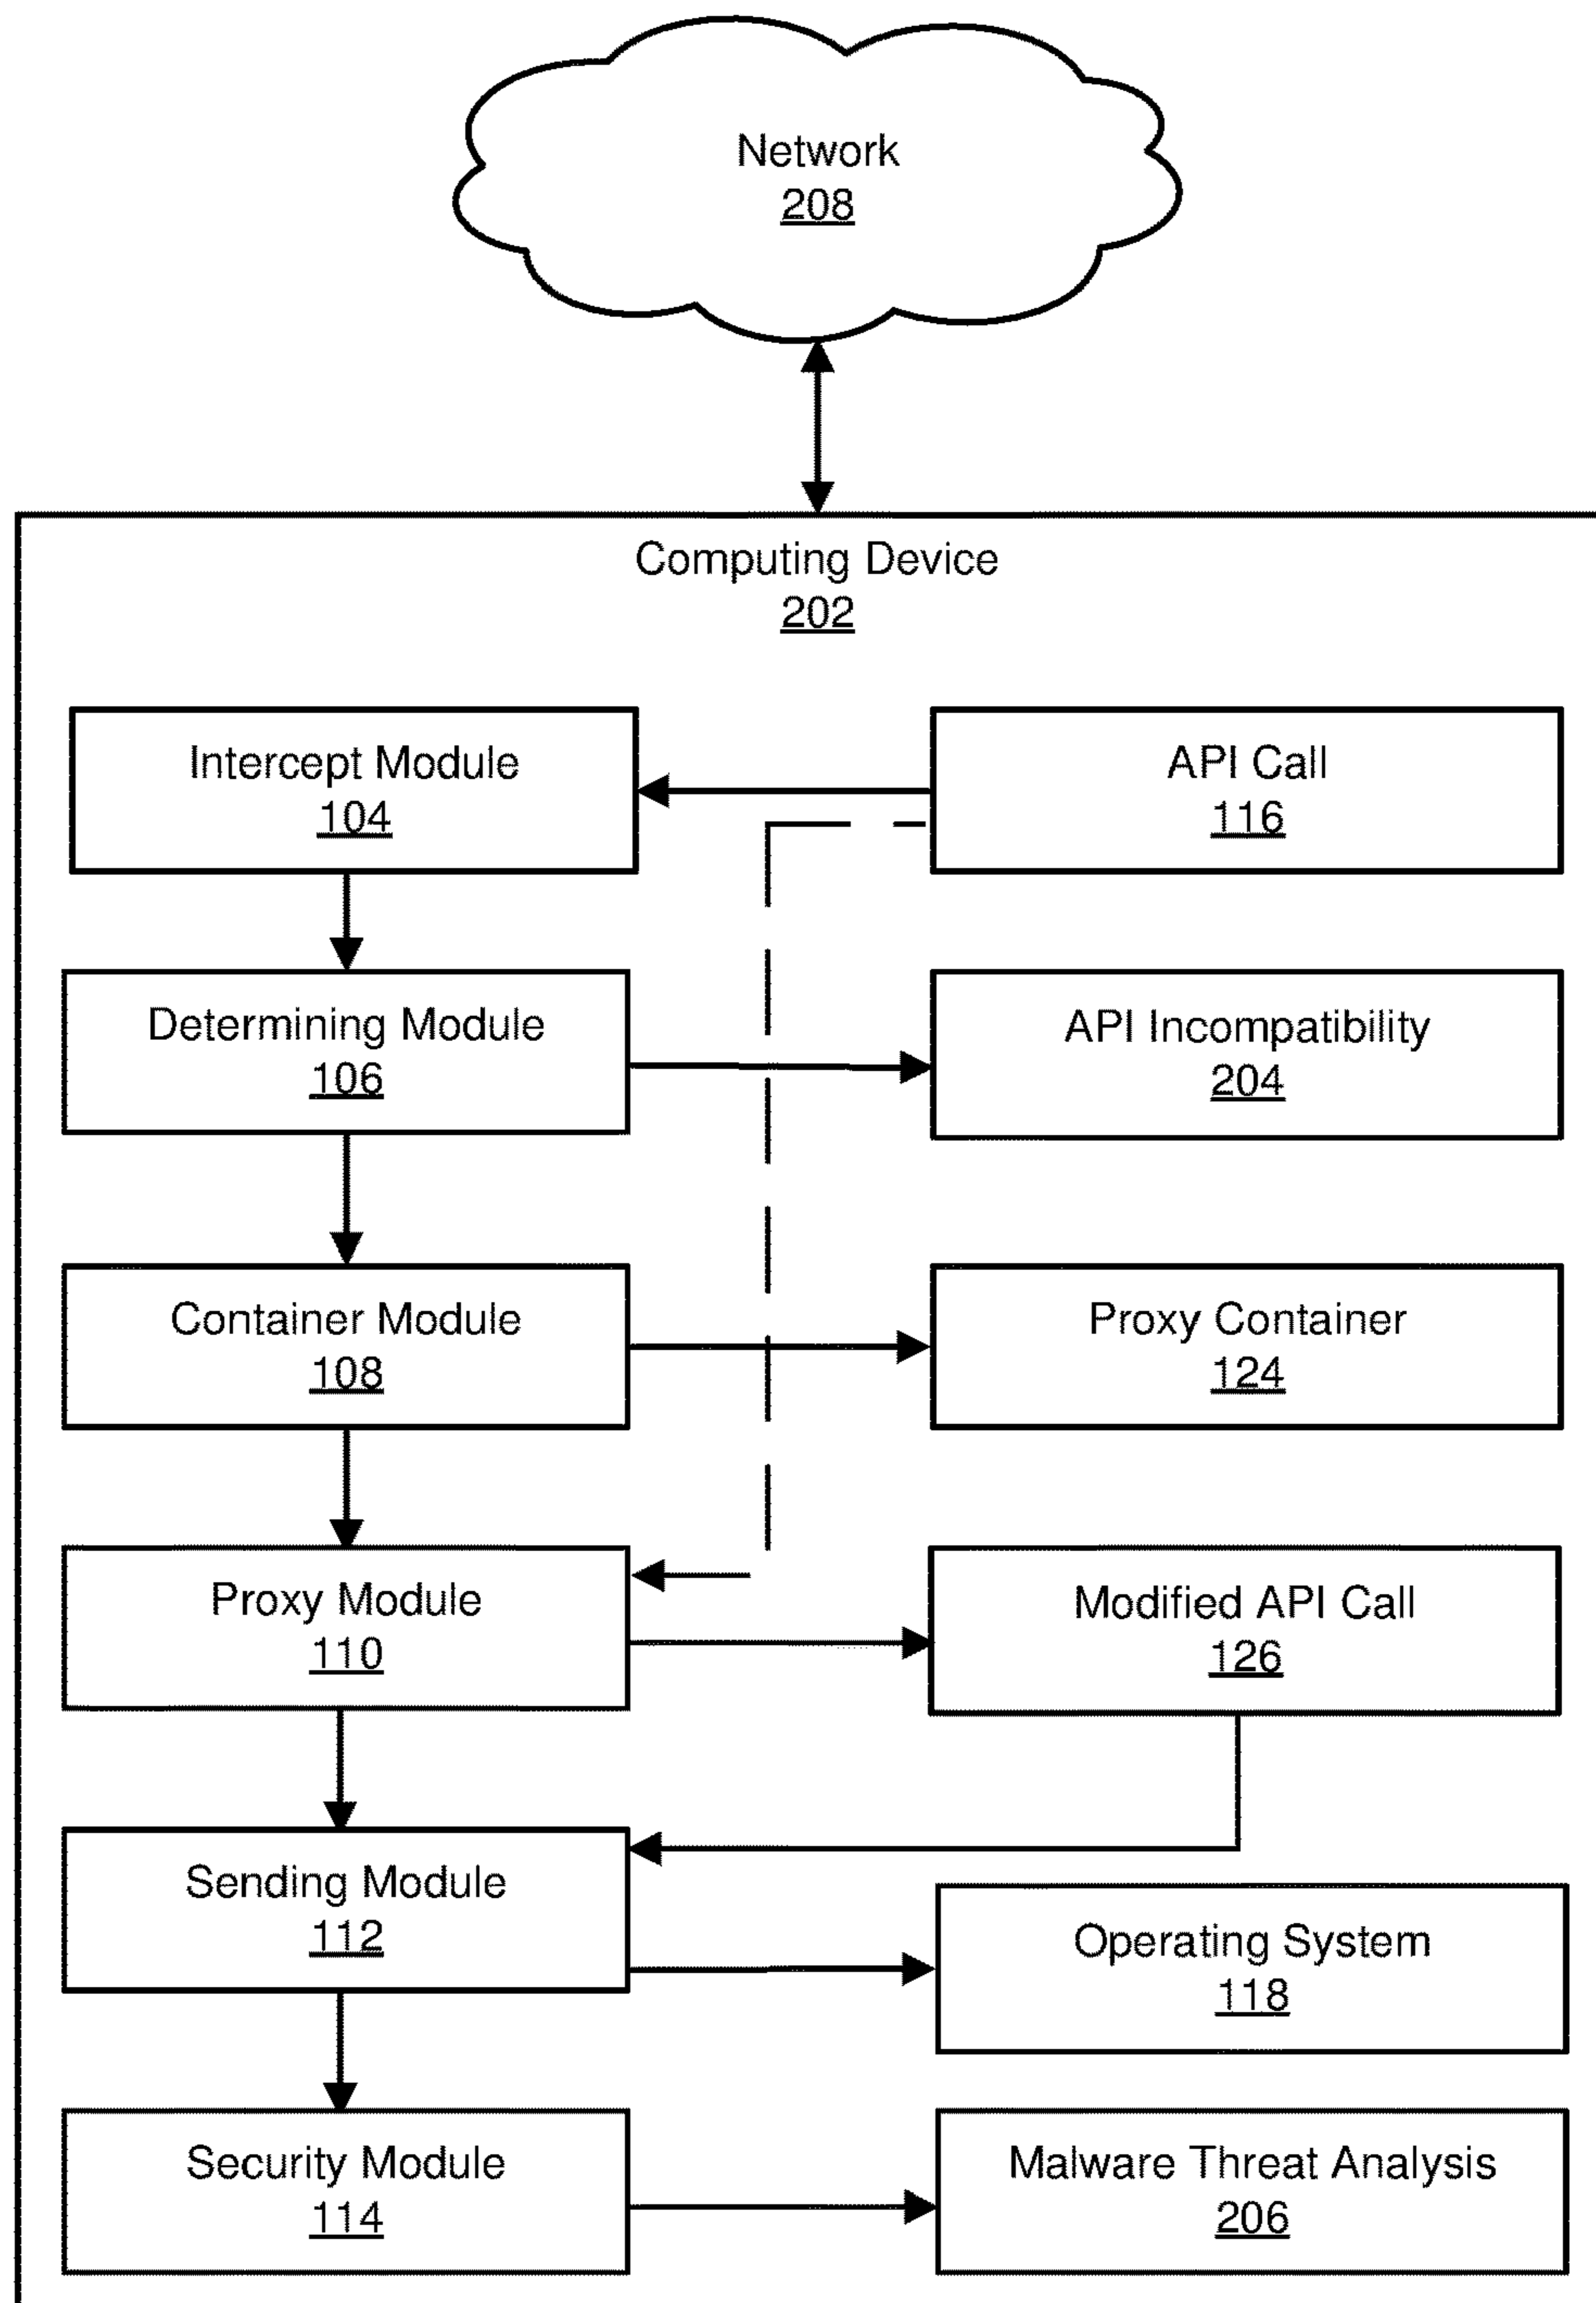 Network
208
Computing Device
202
Intercept Module
104
API Call
116
Determining Module
106
API Incompatibility
204
Container Module
108
Proxy Container
124
Proxy Module
110
Modified API Call
126
Sending Module
112
Operating System
118
Security Module
114
Malware Threat Analysis
206